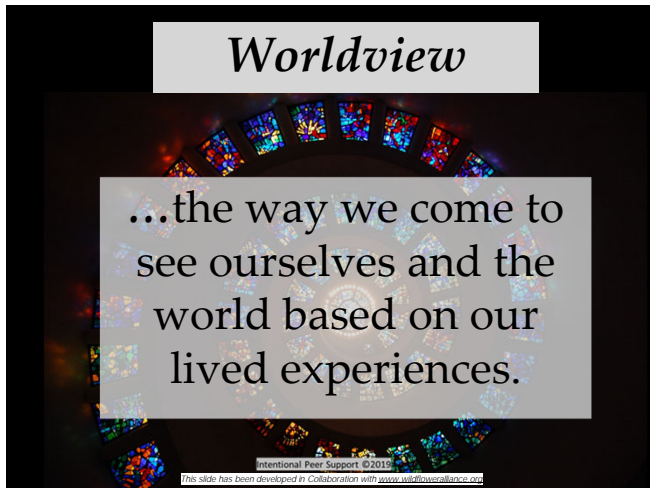 Worldview
...the way we come to
see ourselves and the
world based on our
lived experiences.
Intentional Peer Support ©2019
This slide has been developed in Collaboration with www.wildfloweralliance.org